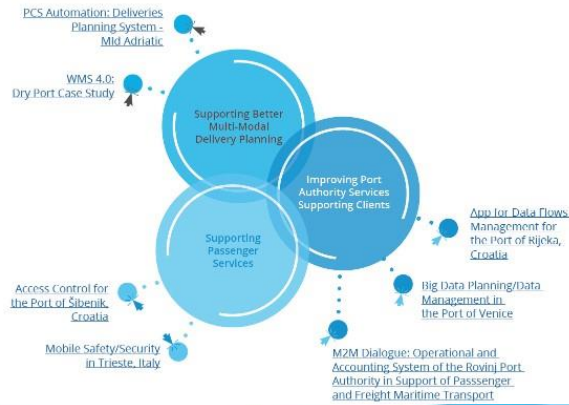 PCS Automation: Deliveries
Planning System -
Mid Adriatic
WMS 4.0:
Dry Port Case Study
Supporting Better
Multi-Modal
Delivery Planning
Improving Port
Authority Services
Supporting Clients
Supporting
Passenger
Services
App for Data Flows
Management for
the Port of Rijeka,
Croatia
Big Data Planning/Data
Management in
the Port of Venice
Access Control for
the Port of Šibenik,
Croatia
Mobile Safety/Security
in Trieste, Italy
M2M Dialogue: Operational and
Accounting System of the Rovinj Port
Authority in Support of Passsenger
and Freight Maritime Transport